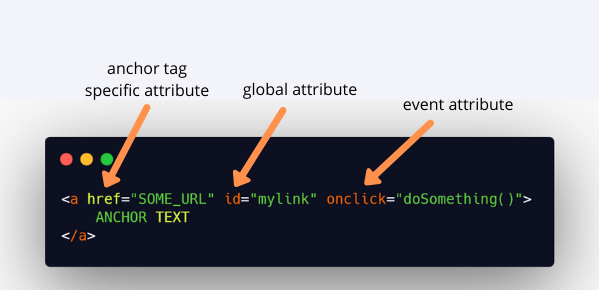 anchor tag
specific attribute
global attribute
event attribute
<a href="SOME_URL" id="mylink" onclick="doSomething()">
ANCHOR TEXT
</a>